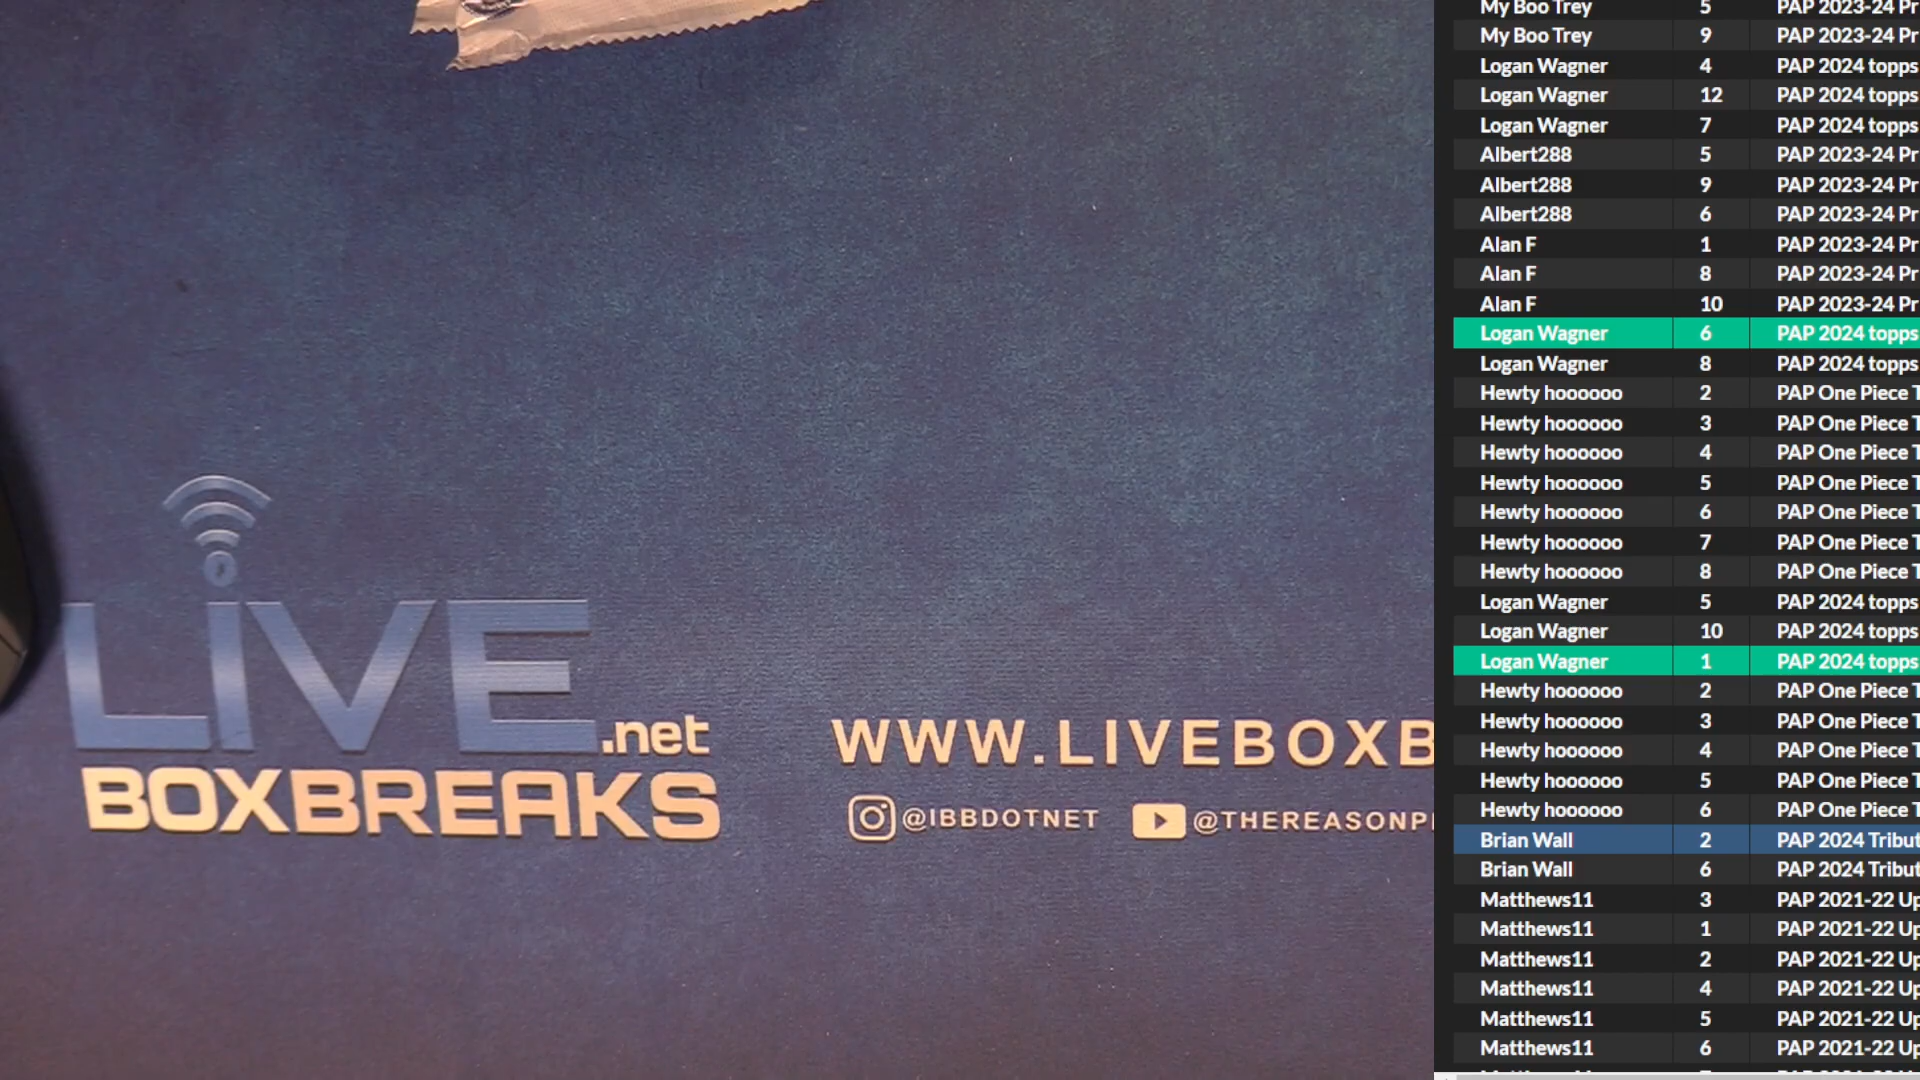 LiVE.net
BOXBREAKS
WWW.LIVEBOXB
@IBBDOTNET @THEREASONP
My Boo Trey 5 PAP 2023-24 Pr
My Boo Trey 9 PAP 2023-24 Pr
Logan Wagner 4 PAP 2024 topps
Logan Wagner 12 PAP 2024 topps
Logan Wagner 7 PAP 2024 topps
Albert288 5 PAP 2023-24 Pr
Albert288 9 PAP 2023-24 Pr
Albert288 6 PAP 2023-24 Pr
Alan F 1 PAP 2023-24 Pr
Alan F 8 PAP 2023-24 Pr
Alan F 10 PAP 2023-24 Pr
Logan Wagner 6 PAP 2024 topps
Logan Wagner 8 PAP 2024 topps
Hewty hoooooo 2 PAP One Piece T
Hewty hoooooo 3 PAP One Piece T
Hewty hoooooo 4 PAP One Piece T
Hewty hoooooo 5 PAP One Piece T
Hewty hoooooo 6 PAP One Piece T
Hewty hoooooo 7 PAP One Piece T
Hewty hoooooo 8 PAP One Piece T
Logan Wagner 5 PAP 2024 topps
Logan Wagner 10 PAP 2024 topps
Logan Wagner 1 PAP 2024 topps
Hewty hoooooo 2 PAP One Piece T
Hewty hoooooo 3 PAP One Piece T
Hewty hoooooo 4 PAP One Piece T
Hewty hoooooo 5 PAP One Piece T
Hewty hoooooo 6 PAP One Piece T
Brian Wall 2 PAP 2024 Tribut
Brian Wall 6 PAP 2024 Tribut
Matthews11 3 PAP 2021-22 Up
Matthews11 1 PAP 2021-22 Up
Matthews11 2 PAP 2021-22 Up
Matthews11 4 PAP 2021-22 Up
Matthews11 5 PAP 2021-22 Up
Matthews11 6 PAP 2021-22 Up